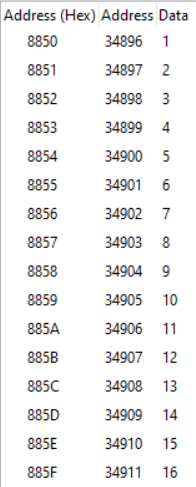 Address (Hex) Address Data
8850 34896 1
8851 34897 2
8852 34898 3
8853 34899 4
8854 34900 5
8855 34901 6
8856 34902 7
8857 34903 8
8858 34904 9
8859 34905 10
885A 34906 11
885B 34907 12
885C 34908 13
885D 34909 14
885E 34910 15
885F 34911 16